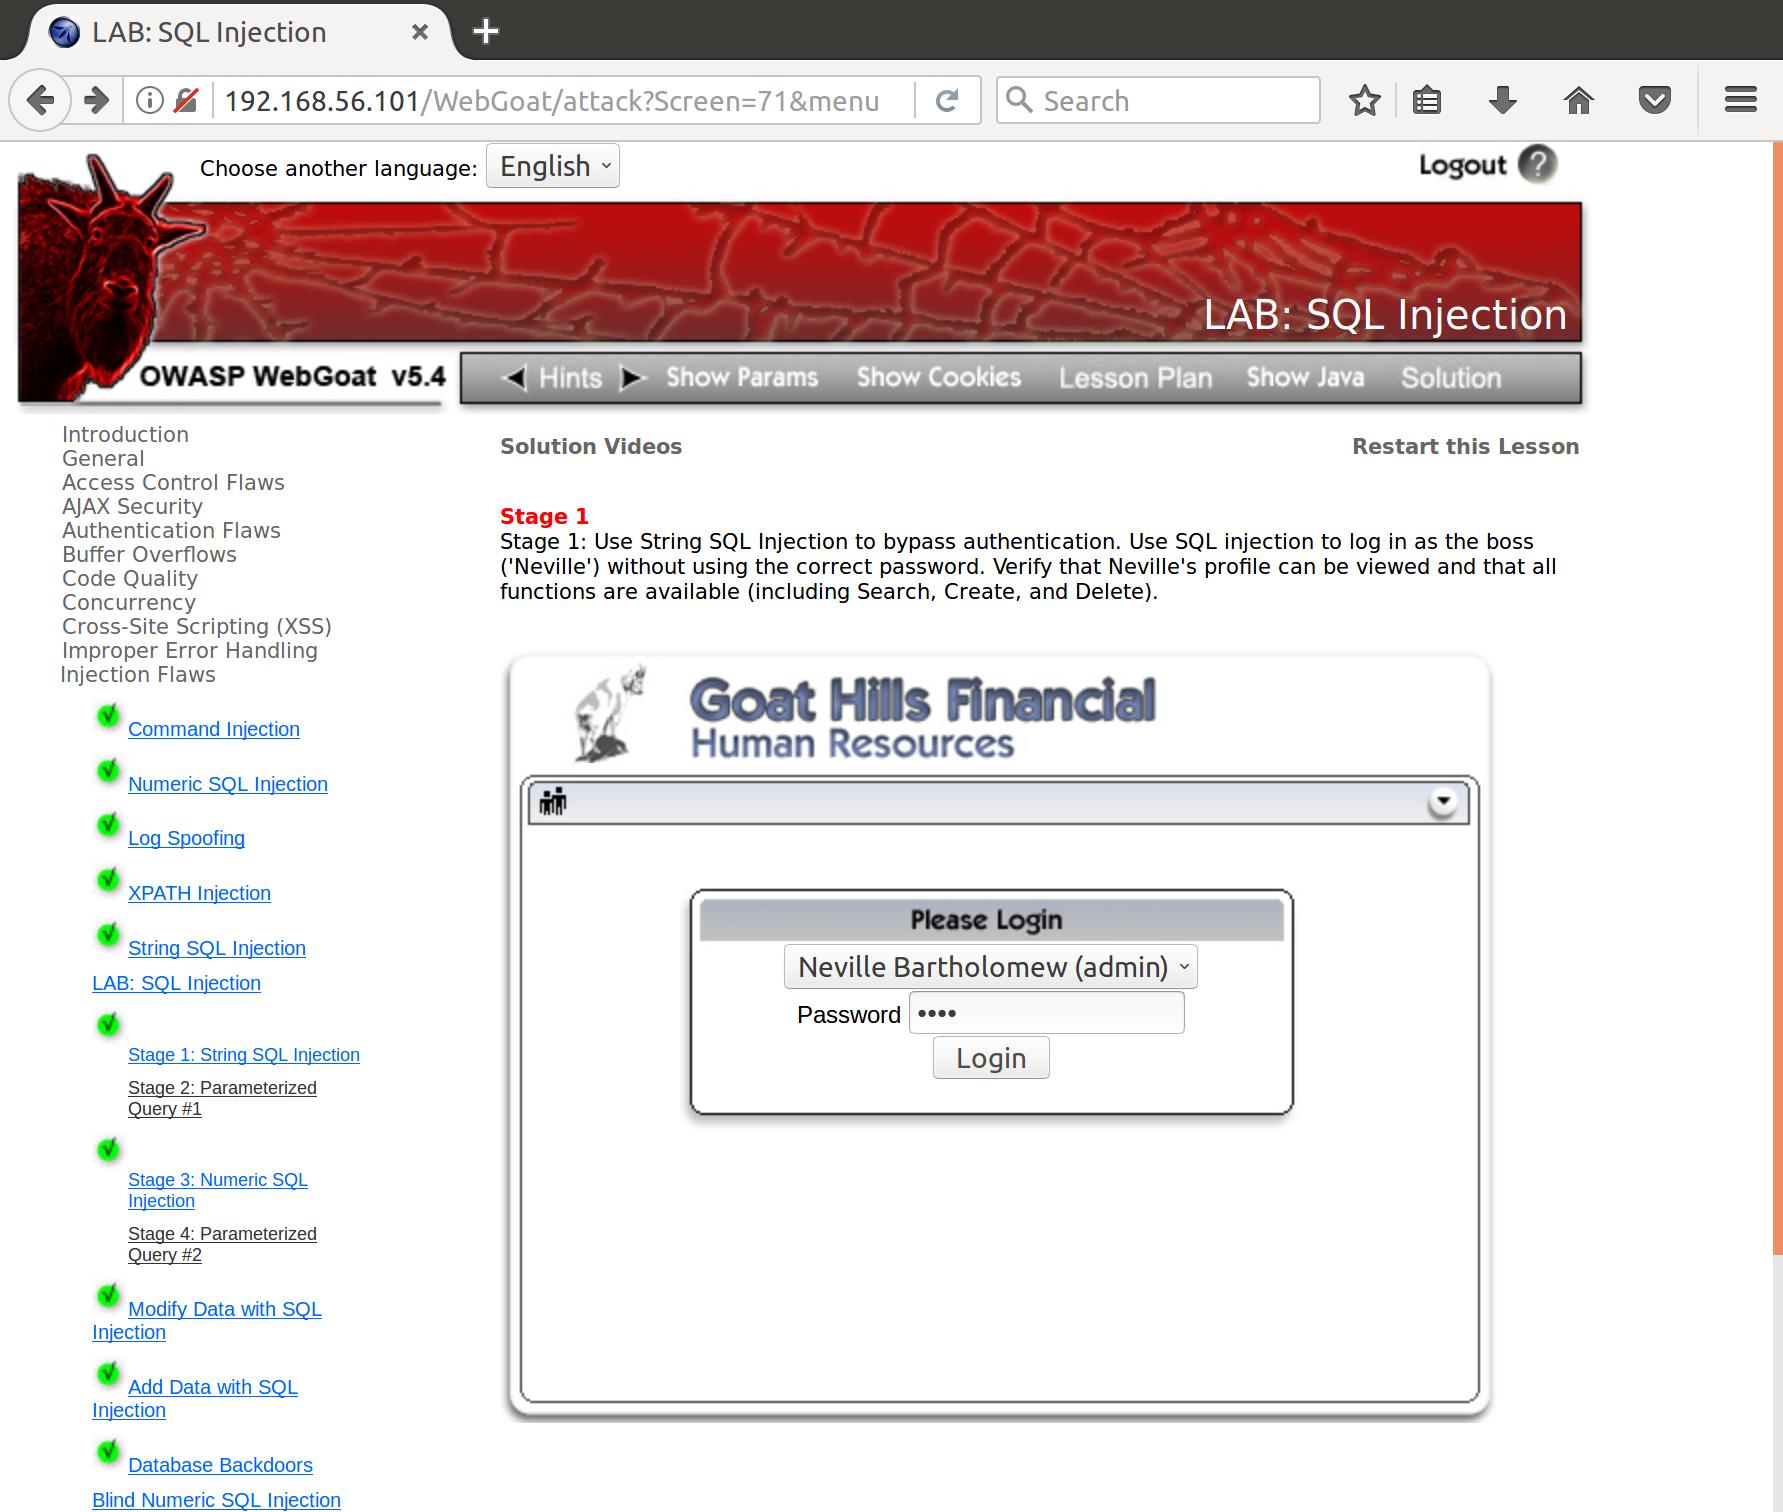 LAB: SQL Injection
192.168.56.101/WebGoat/attack?Screen=71&menu
Search
Choose another language: English
Logout ?
LAB: SQL Injection
OWASP WebGoat v5.4
Hints Show Params Show Cookies Lesson Plan Show Java Solution
Introduction
General
Access Control Flaws
AJAX Security
Authentication Flaws
Buffer Overflows
Code Quality
Concurrency
Cross-Site Scripting (XSS)
Improper Error Handling
Injection Flaws
Command Injection
Numeric SQL Injection
Log Spoofing
XPATH Injection
String SQL Injection
LAB: SQL Injection
Stage 1: String SQL Injection
Stage 2: Parameterized
Query #1
Stage 3: Numeric SQL
Injection
Stage 4: Parameterized
Query #2
Modify Data with SQL
Injection
Add Data with SQL
Injection
Database Backdoors
Blind Numeric SQL Injection
Solution Videos
Restart this Lesson
Stage 1
Stage 1: Use String SQL Injection to bypass authentication. Use SQL injection to log in as the boss
('Neville') without using the correct password. Verify that Neville's profile can be viewed and that all
functions are available (including Search, Create, and Delete).
Goat Hills Financial
Human Resources
Please Login
Neville Bartholomew (admin)
Password ••••
Login